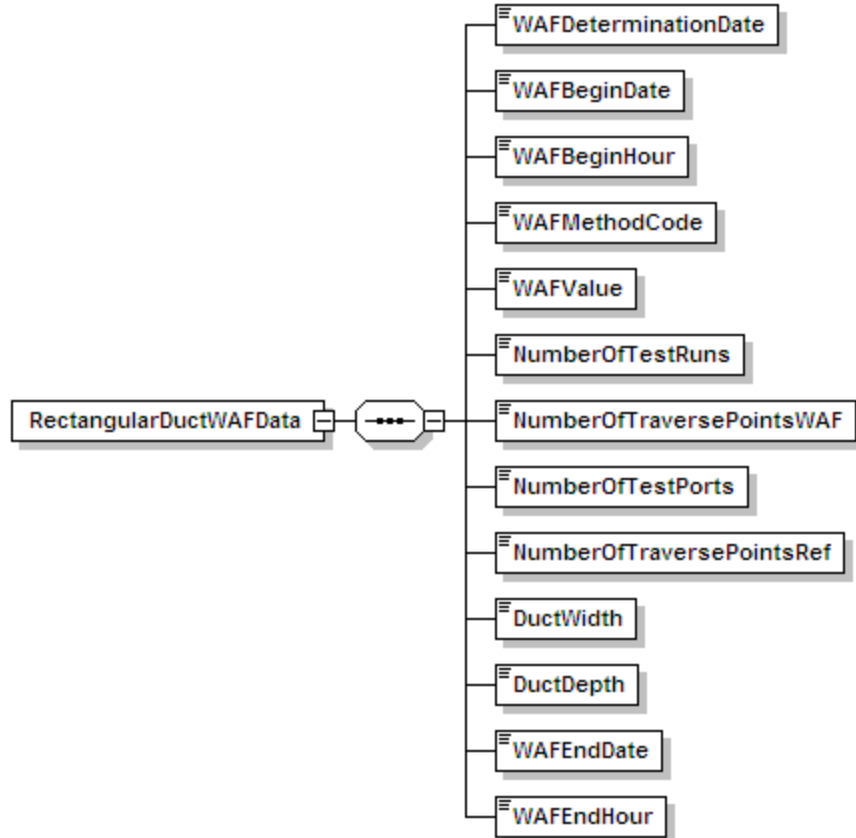 WAFDeterminationDate
WAFBeginDate
WAFBeginHour
WAFMethodCode
WAFValue
NumberOfTestRuns
RectangularDuctWAFData
NumberOfTraversePointsWAF
NumberOfTestPorts
NumberOfTraversePointsRef
DuctWidth
DuctDepth
WAFEndDate
WAFEndHour